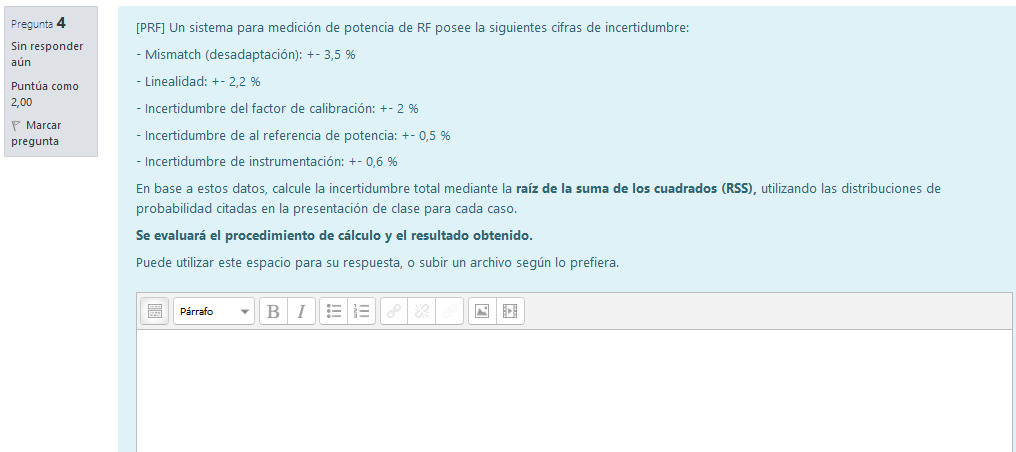 Pregunta 4
Sin responder
aún
Puntúa como
2,00
Marcar
pregunta
[PRF] Un sistema para medición de potencia de RF posee la siguientes cifras de incertidumbre:
- Mismatch (desadaptación): +- 3,5 %
- Linealidad: +- 2,2 %
- Incertidumbre del factor de calibración: +- 2 %
- Incertidumbre de al referencia de potencia: +- 0,5 %
- Incertidumbre de instrumentación: +- 0,6 %
En base a estos datos, calcule la incertidumbre total mediante la raíz de la suma de los cuadrados (RSS), utilizando las distribuciones de
probabilidad citadas en la presentación de clase para cada caso.
Se evaluará el procedimiento de cálculo y el resultado obtenido.
Puede utilizar este espacio para su respuesta, o subir un archivo según lo prefiera.
Párrafo
B I